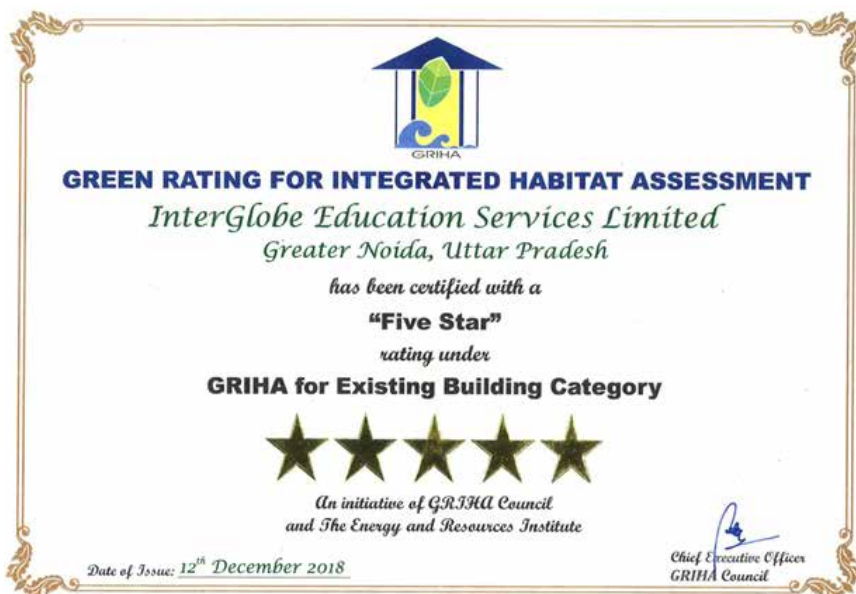 GRIHA
GREEN RATING FOR INTEGRATED HABITAT ASSESSMENT
InterGlobe Education Services Limited
Greater Noida, Uttar Pradesh
has been certified with a
“Five Star”
rating under
GRIHA for Existing Building Category
An initiative of GRIHA Council
and The Energy and Resources Institute
Date of Issue: 12th December 2018
Chief Executive Officer
GRIHA Council